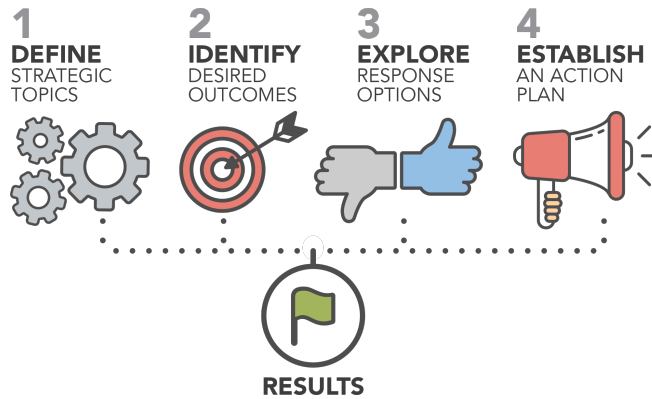 1
DEFINE
STRATEGIC
TOPICS
2
IDENTIFY
DESIRED
OUTCOMES
3
EXPLORE
RESPONSE
OPTIONS
4
ESTABLISH
AN ACTION
PLAN
RESULTS